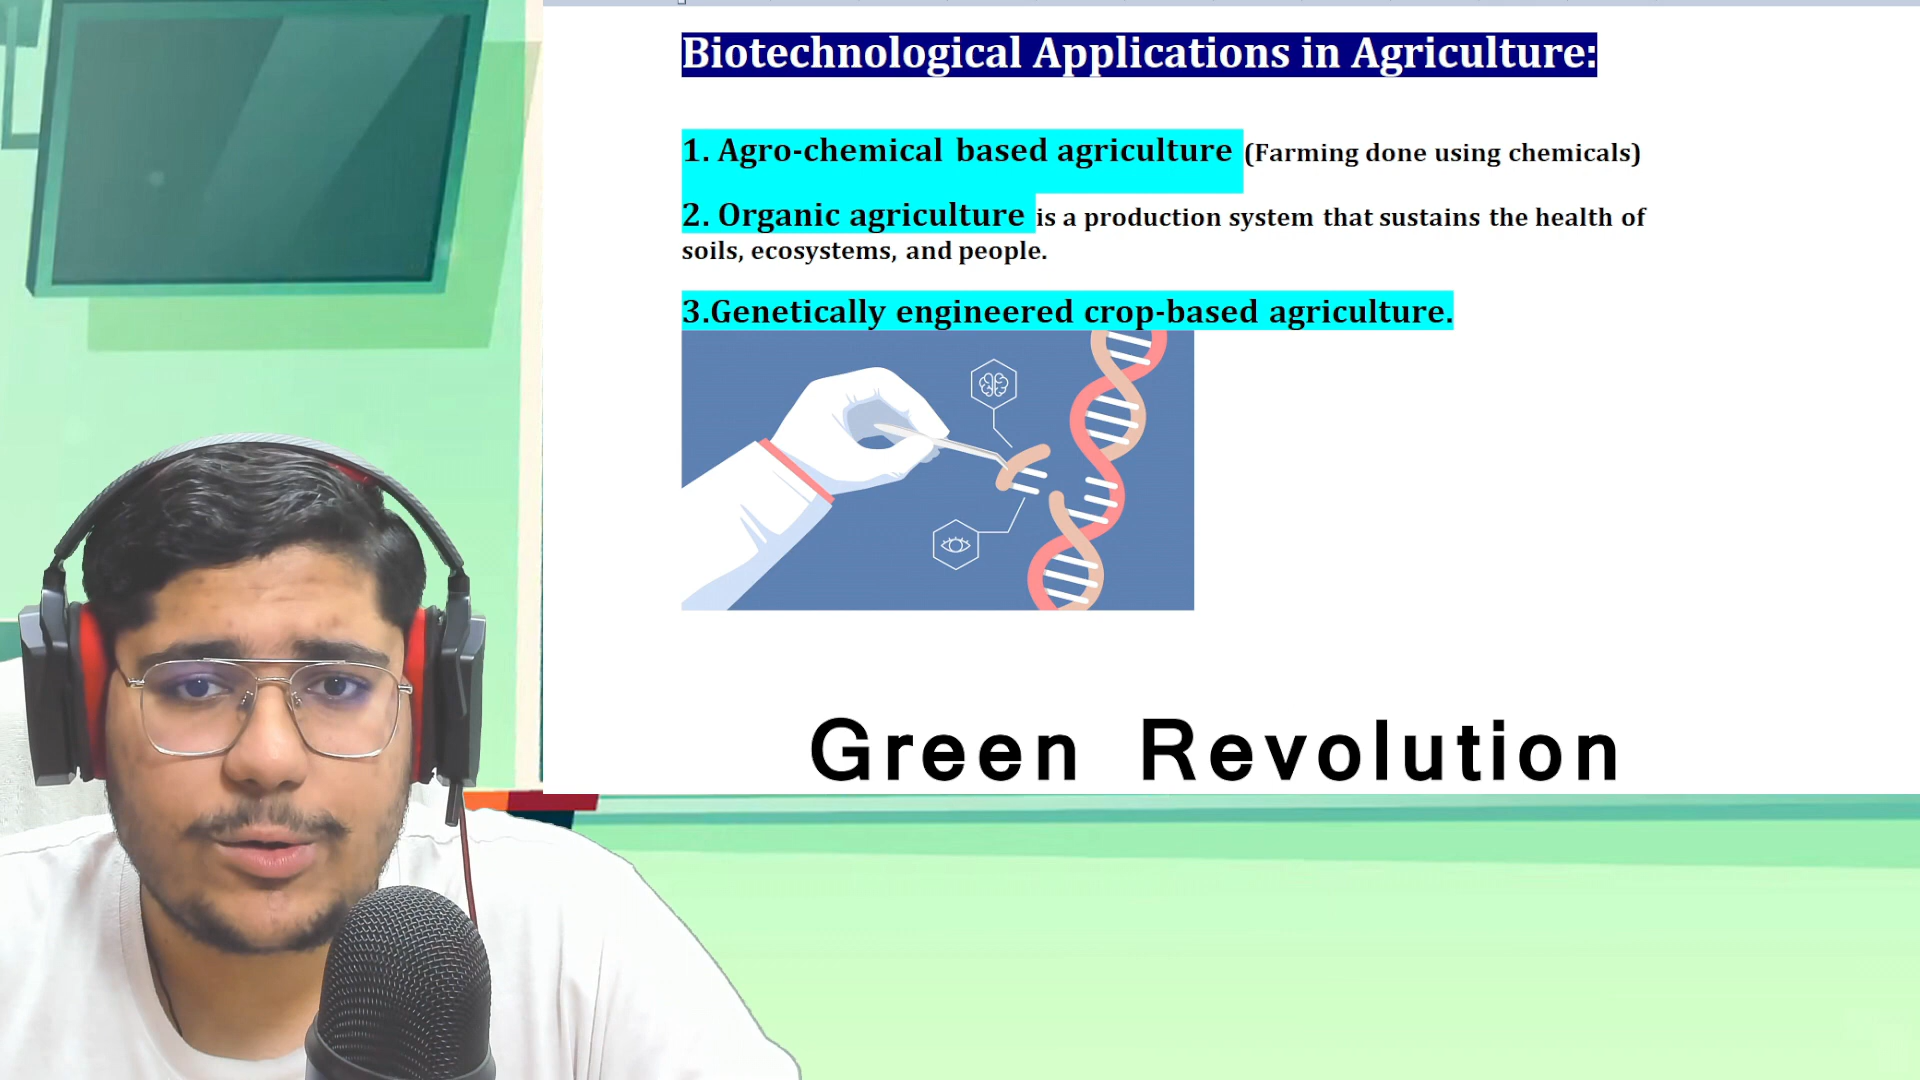 Biotechnological Applications in Agriculture:
1. Agro-chemical based agriculture (Farming done using chemicals)
2. Organic agriculture is a production system that sustains the health of
soils, ecosystems, and people.
3.Genetically engineered crop-based agriculture.
Green Revolution